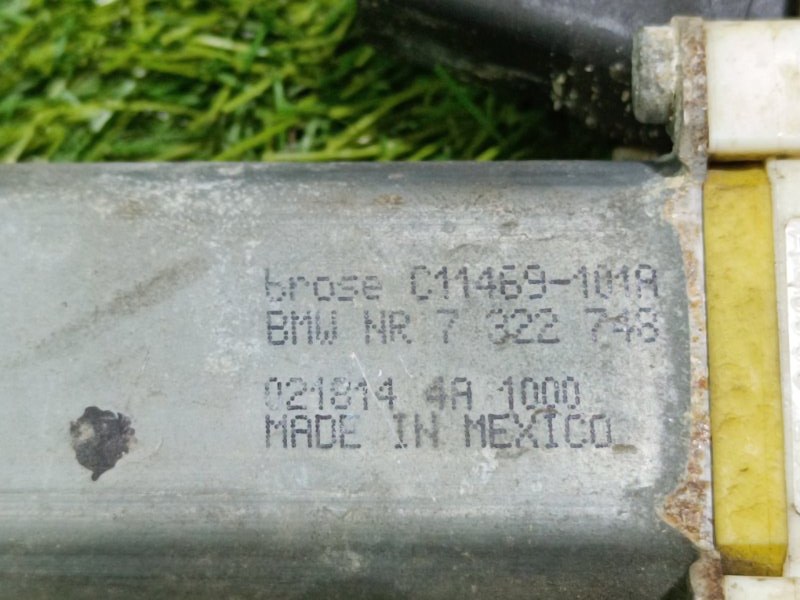 brose C11469-101A
BMW NR 7 322 748
021814 4A 1000
MADE IN MEXICO